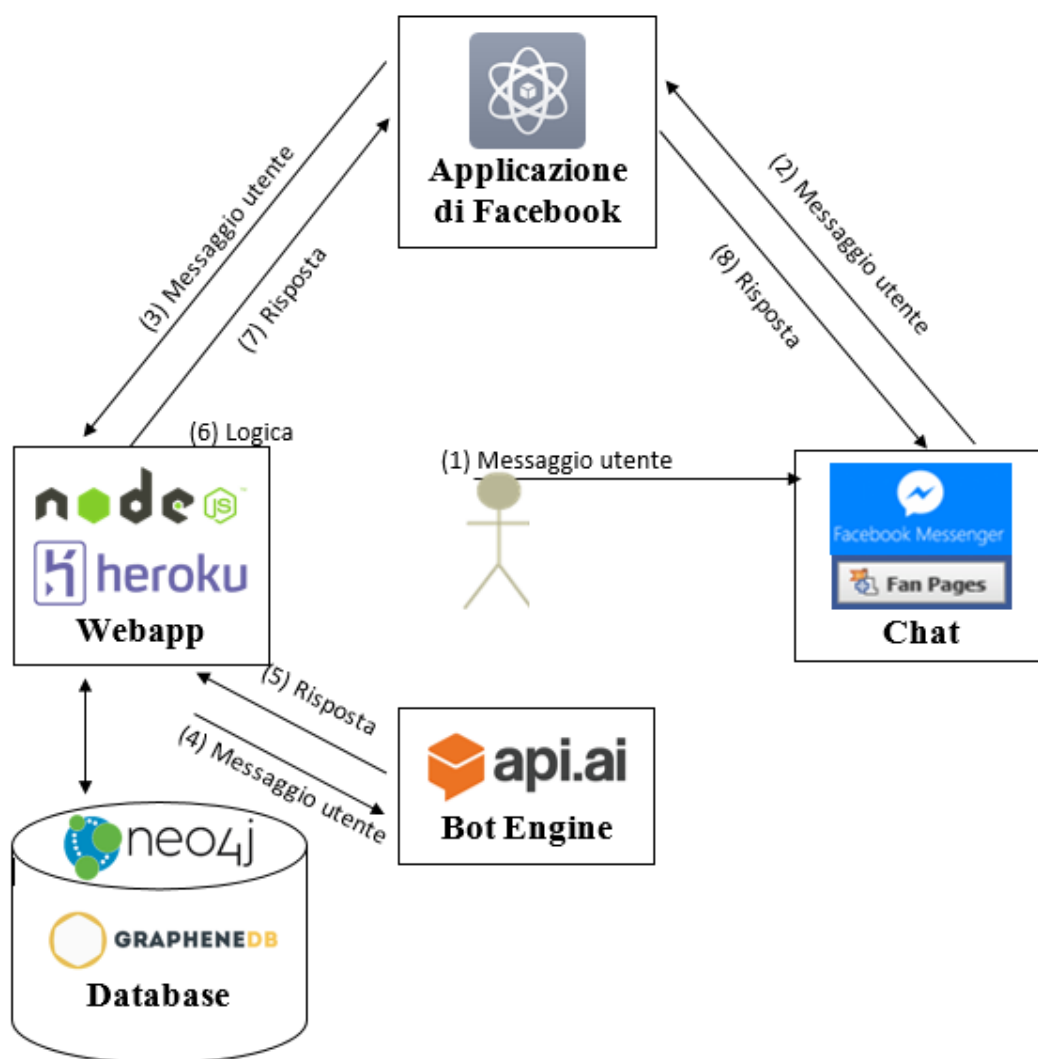 Applicazione
di Facebook
(2) Messaggio utente
(3) Messaggio utente
(7) Risposta
(8) Risposta
(6) Logica
(1) Messaggio utente
node JS™
heroku
Webapp
Facebook Messenger
Fan Pages
Chat
(5) Risposta
(4) Messaggio utente
api.ai
Bot Engine
neo4j
GRAPHENEDB
Database